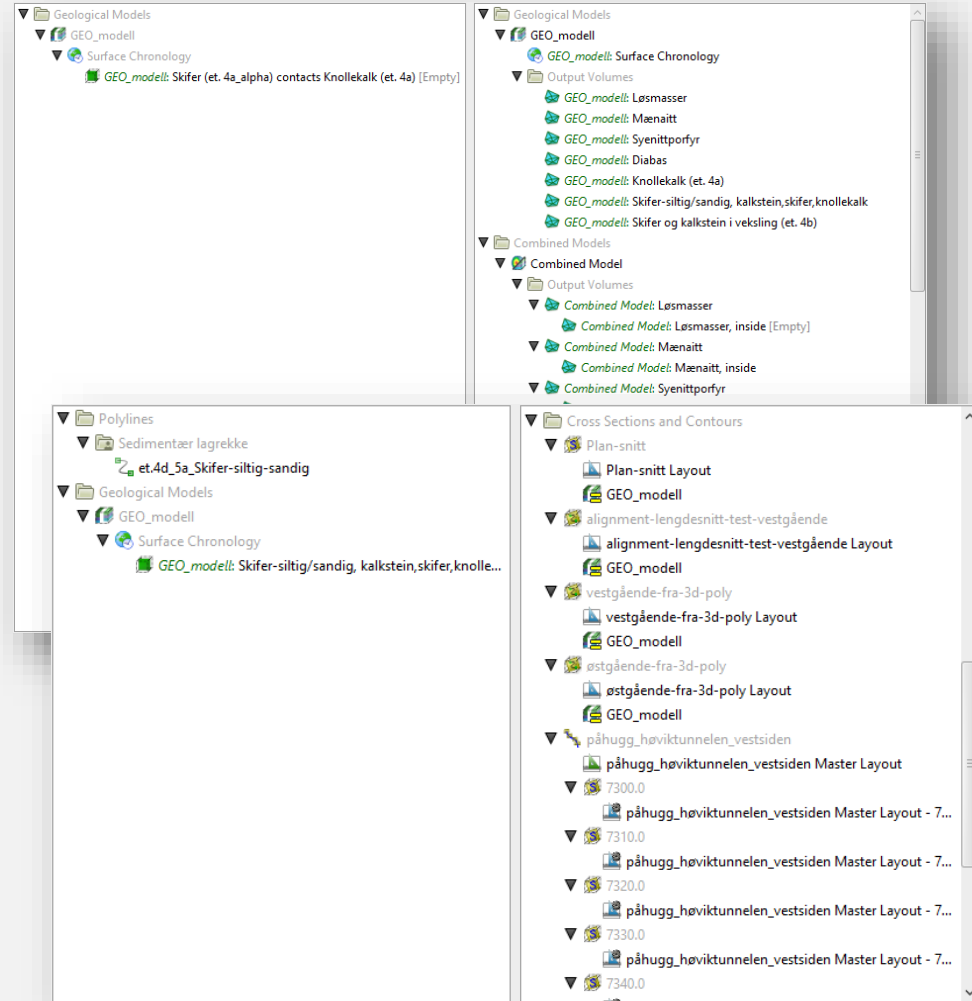 Geological Models
GEO_modell
Surface Chronology
GEO_modell: Skifer (et. 4a_alpha) contacts Knollekalk (et. 4a) [Empty]
Geological Models
GEO_modell
GEO_modell: Surface Chronology
Output Volumes
GEO_modell: Løsmasser
GEO_modell: Mænaitt
GEO_modell: Syenittporfyr
GEO_modell: Diabas
GEO_modell: Knollekalk (et. 4a)
GEO_modell: Skifer-siltig/sandig, kalkstein,skifer,knollekalk
GEO_modell: Skifer og kalkstein i veksling (et. 4b)
Combined Models
Combined Model
Output Volumes
Combined Model: Løsmasser
Combined Model: Løsmasser, inside [Empty]
Combined Model: Mænaitt
Combined Model: Mænaitt, inside
Combined Model: Syenittporfyr
Polylines
Sedimentær lagrekke
et.4d_5a_Skifer-siltig-sandig
Geological Models
GEO_modell
Surface Chronology
GEO_modell: Skifer-siltig/sandig, kalkstein,skifer,knolle...
Cross Sections and Contours
Plan-snitt
Plan-snitt Layout
GEO_modell
alignment-lengdesnitt-test-vestgående
alignment-lengdesnitt-test-vestgående Layout
GEO_modell
vestgående-fra-3d-poly
vestgående-fra-3d-poly Layout
GEO_modell
østgående-fra-3d-poly
østgående-fra-3d-poly Layout
GEO_modell
påhugg_høviktunnelen_vestsiden
påhugg_høviktunnelen_vestsiden Master Layout
7300.0
påhugg_høviktunnelen_vestsiden Master Layout - 7...
7310.0
påhugg_høviktunnelen_vestsiden Master Layout - 7...
7320.0
påhugg_høviktunnelen_vestsiden Master Layout - 7...
7330.0
påhugg_høviktunnelen_vestsiden Master Layout - 7...
7340.0